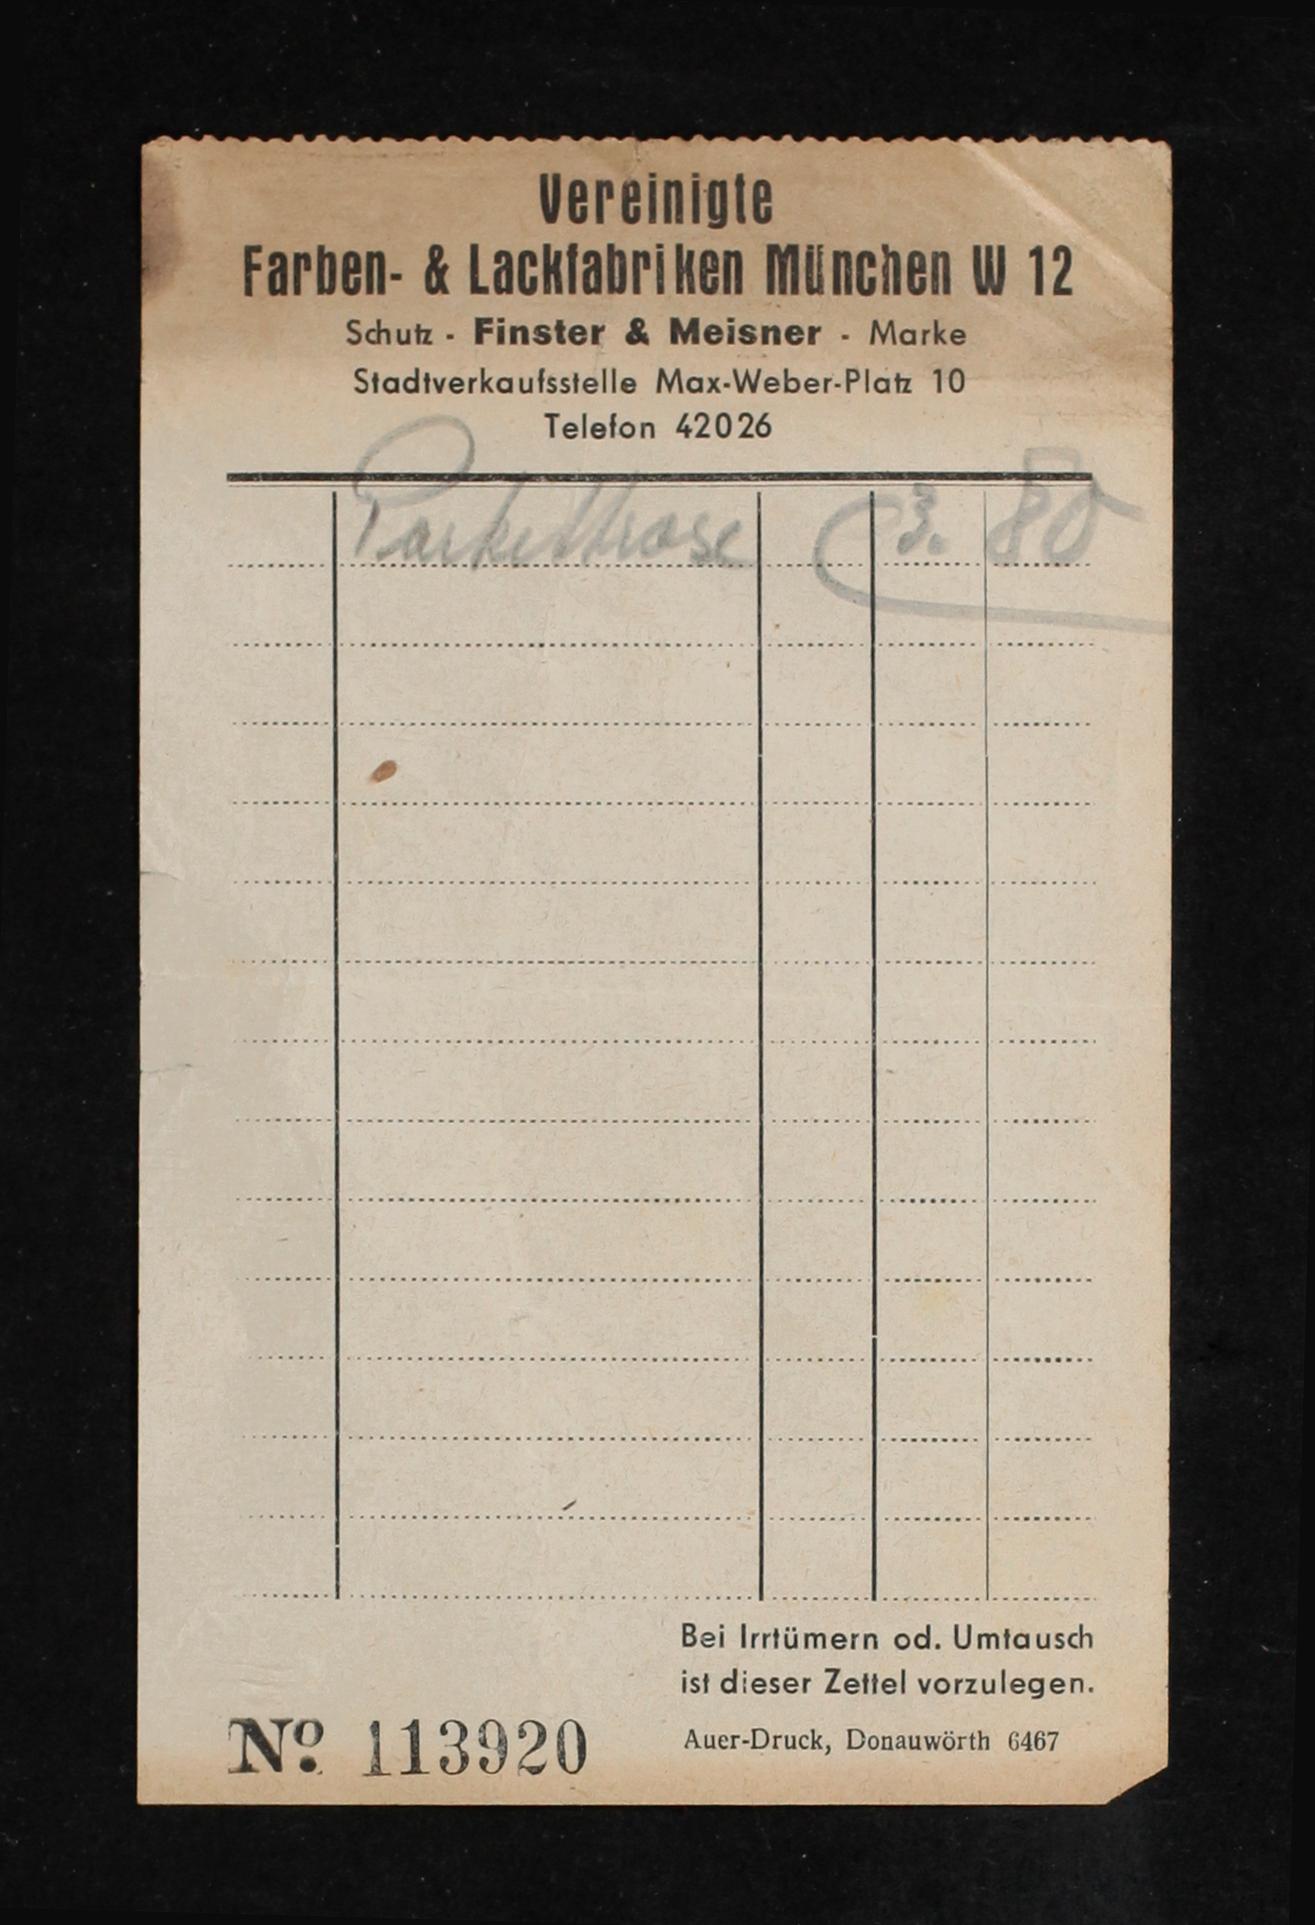 Vereinigte
Farben- & Lackfabriken München W 12
Schutz - Finster & Meisner - Marke
Stadtverkaufsstelle Max-Weber-Platz 10
Telefon 42026
3. 80
Bei Irrtümern od. Umtausch
ist dieser Zettel vorzulegen.
Nº 113920
Auer-Druck, Donauwörth 6467